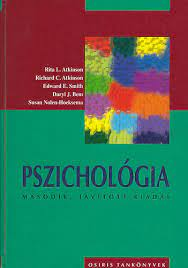 Rita L. Atkinson
Richard C. Atkinson
Edward E. Smith
Daryl J. Bem
Susan Nolen-Hoeksema
PSZICHOLÓGIA
MÁSODIK, JAVÍTOTT KIADÁS
OSIRIS TANKÖNYVEK